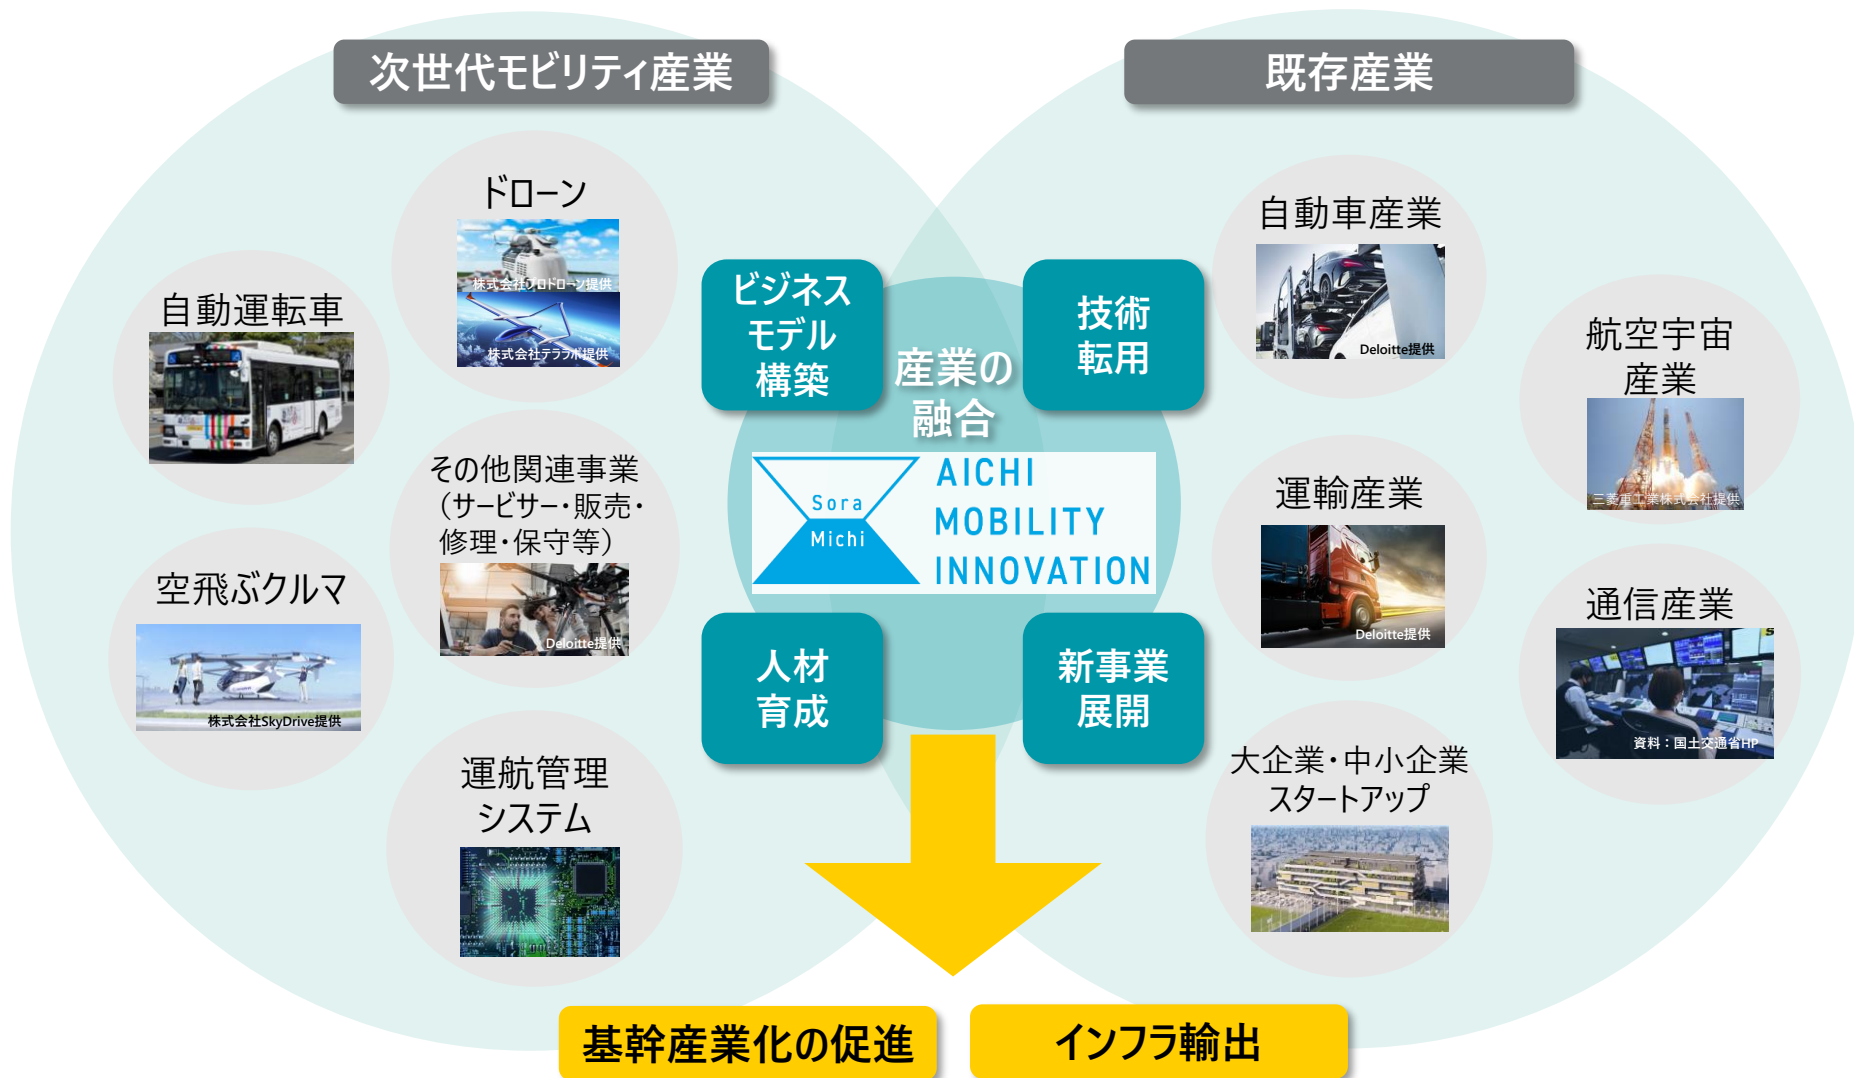 次世代モビリティ産業
既存産業
ドローン
株式会社プロドローン提供
株式会社テララボ提供
自動運転車
その他関連事業
（サービサー・販売・
修理・保守等）
Deloitte提供
空飛ぶクルマ
株式会社SkyDrive提供
運航管理
システム
ビジネス
モデル
構築
技術
転用
産業の
融合
Sora
Michi
AICHI
MOBILITY
INNOVATION
人材
育成
新事業
展開
自動車産業
Deloitte提供
航空宇宙
産業
三菱重工業株式会社提供
運輸産業
Deloitte提供
通信産業
資料：国土交通省HP
大企業・中小企業
スタートアップ
基幹産業化の促進
インフラ輸出